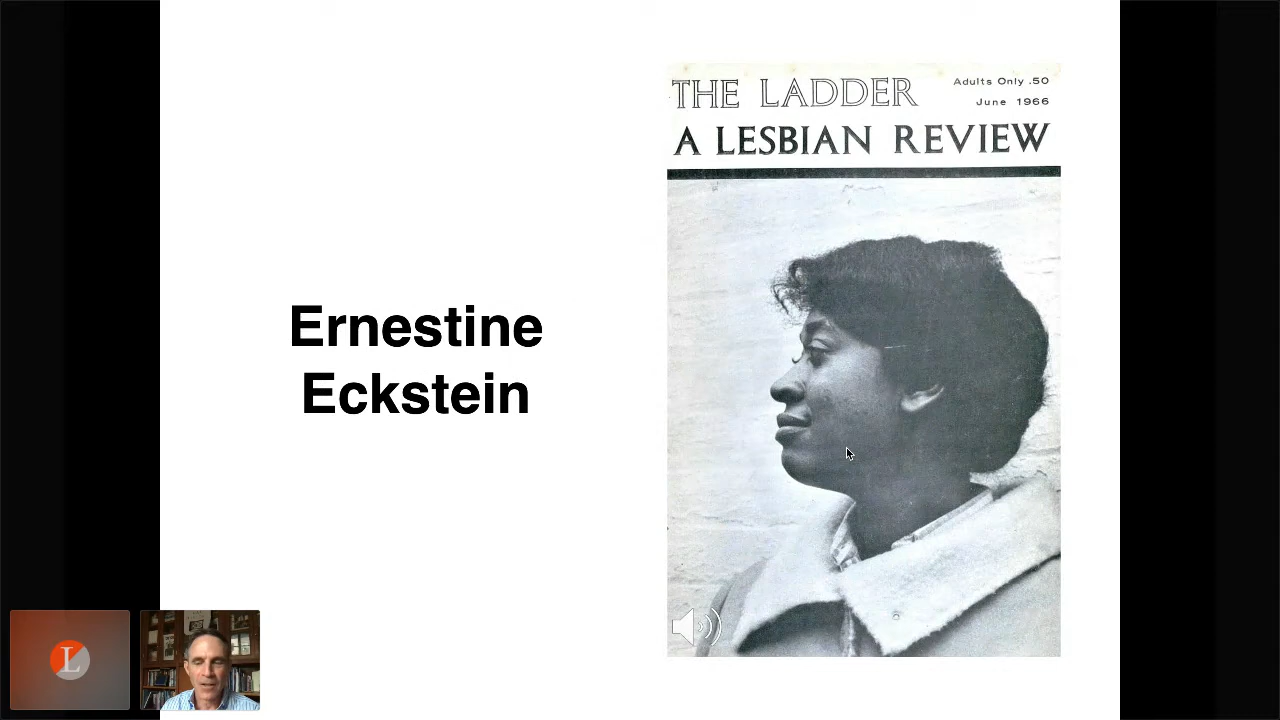 THE LADDER
Adults Only .50
June 1966
A LESBIAN REVIEW
Ernestine
Eckstein
L